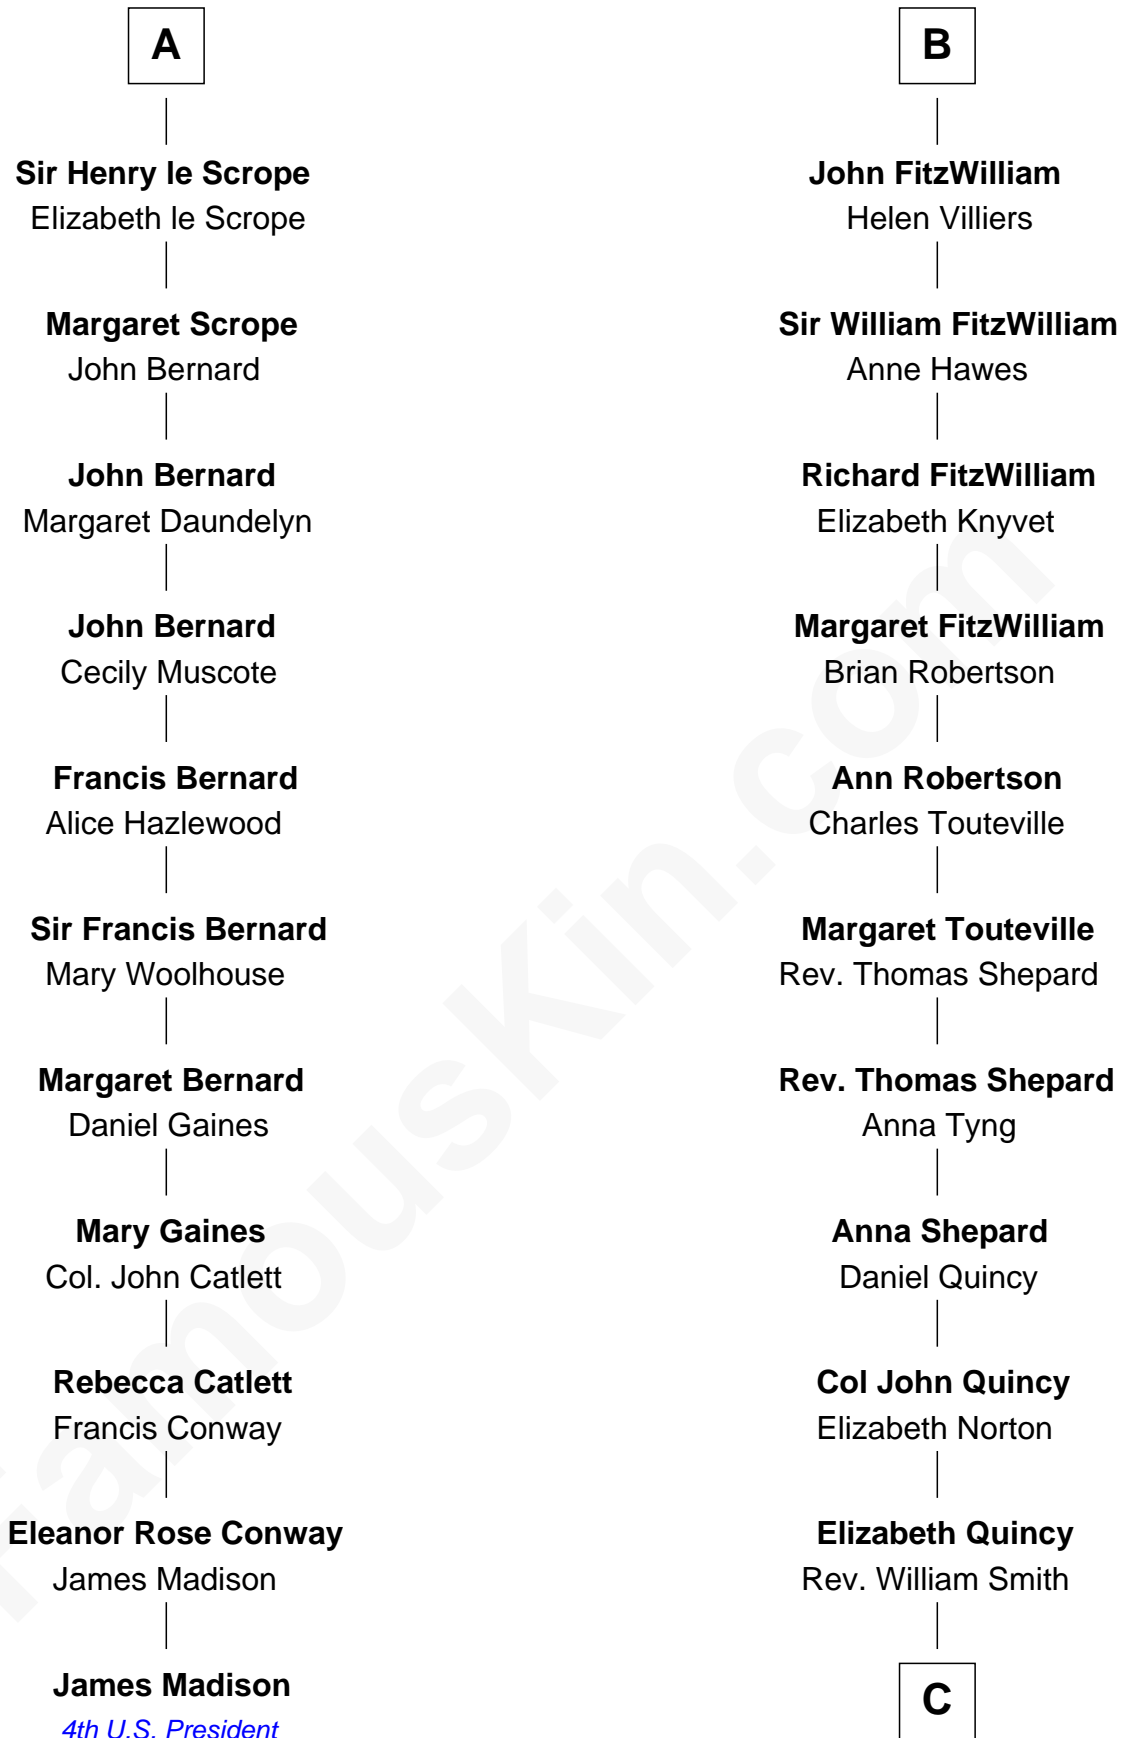 A
Sir Henry le Scrope
Elizabeth le Scrope
Margaret Scrope
John Bernard
John Bernard
Margaret Daundelyn
John Bernard
Cecily Muscote
Francis Bernard
Alice Hazlewood
Sir Francis Bernard
Mary Woolhouse
Margaret Bernard
Daniel Gaines
Mary Gaines
Col. John Catlett
Rebecca Catlett
Francis Conway
Eleanor Rose Conway
James Madison
James Madison
4th U.S. President
B
John FitzWilliam
Helen Villiers
Sir William FitzWilliam
Anne Hawes
Richard FitzWilliam
Elizabeth Knyvet
Margaret FitzWilliam
Brian Robertson
Ann Robertson
Charles Touteville
Margaret Touteville
Rev. Thomas Shepard
Rev. Thomas Shepard
Anna Tyng
Anna Shepard
Daniel Quincy
Col John Quincy
Elizabeth Norton
Elizabeth Quincy
Rev. William Smith
C
FamousKin.com